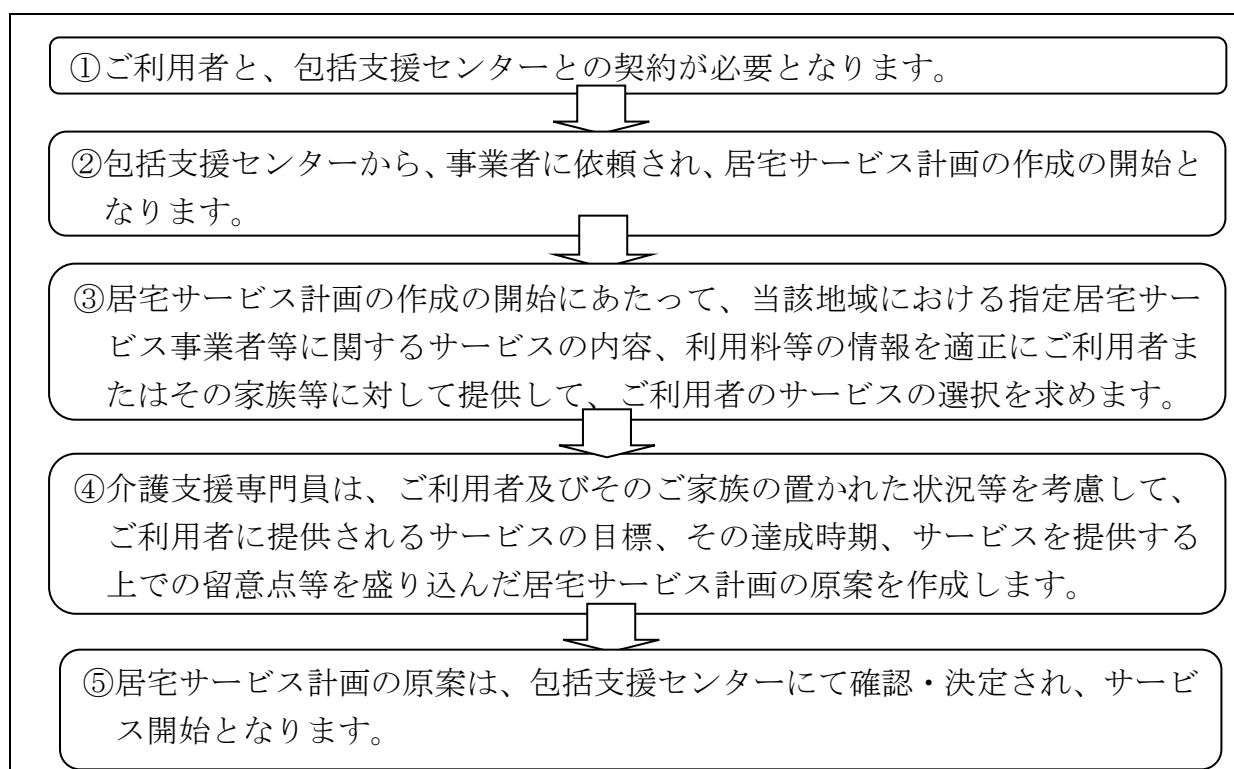 ①ご利用者と、包括支援センターとの契約が必要となります。
②包括支援センターから、事業者に依頼され、居宅サービス計画の作成の開始と
なります。
③居宅サービス計画の作成の開始にあたって、当該地域における指定居宅サー
ビス事業者等に関するサービスの内容、利用料等の情報を適正にご利用者ま
たはその家族等に対して提供して、ご利用者のサービスの選択を求めます。
④介護支援専門員は、ご利用者及びそのご家族の置かれた状況等を考慮して、
ご利用者に提供されるサービスの目標、その達成時期、サービスを提供する
上での留意点等を盛り込んだ居宅サービス計画の原案を作成します。
⑤居宅サービス計画の原案は、包括支援センターにて確認・決定され、サービ
ス開始となります。